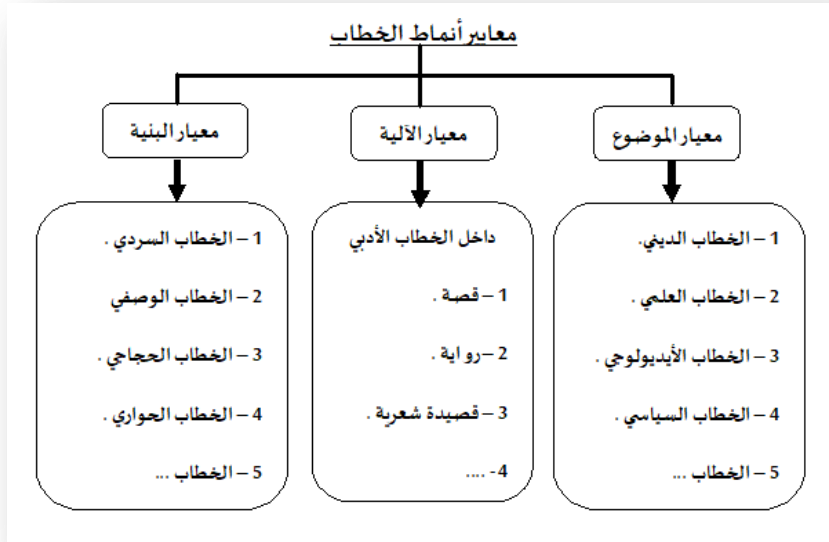 معايير أنماط الخطاب
معيار الموضوع
معيار الآلية
معيار البنية
1 – الخطاب الديني.
2 – الخطاب العلمي .
3 – الخطاب الأيديولوجي .
4 – الخطاب السياسي .
5 – الخطاب ...
داخل الخطاب الأدبي
1 – قصة .
2 –رواية .
3 – قصيدة شعرية .
4- ....
1 – الخطاب السردي .
2 – الخطاب الوصفي
3 – الخطاب الحجاجي .
4 – الخطاب الحواري .
5 – الخطاب ...